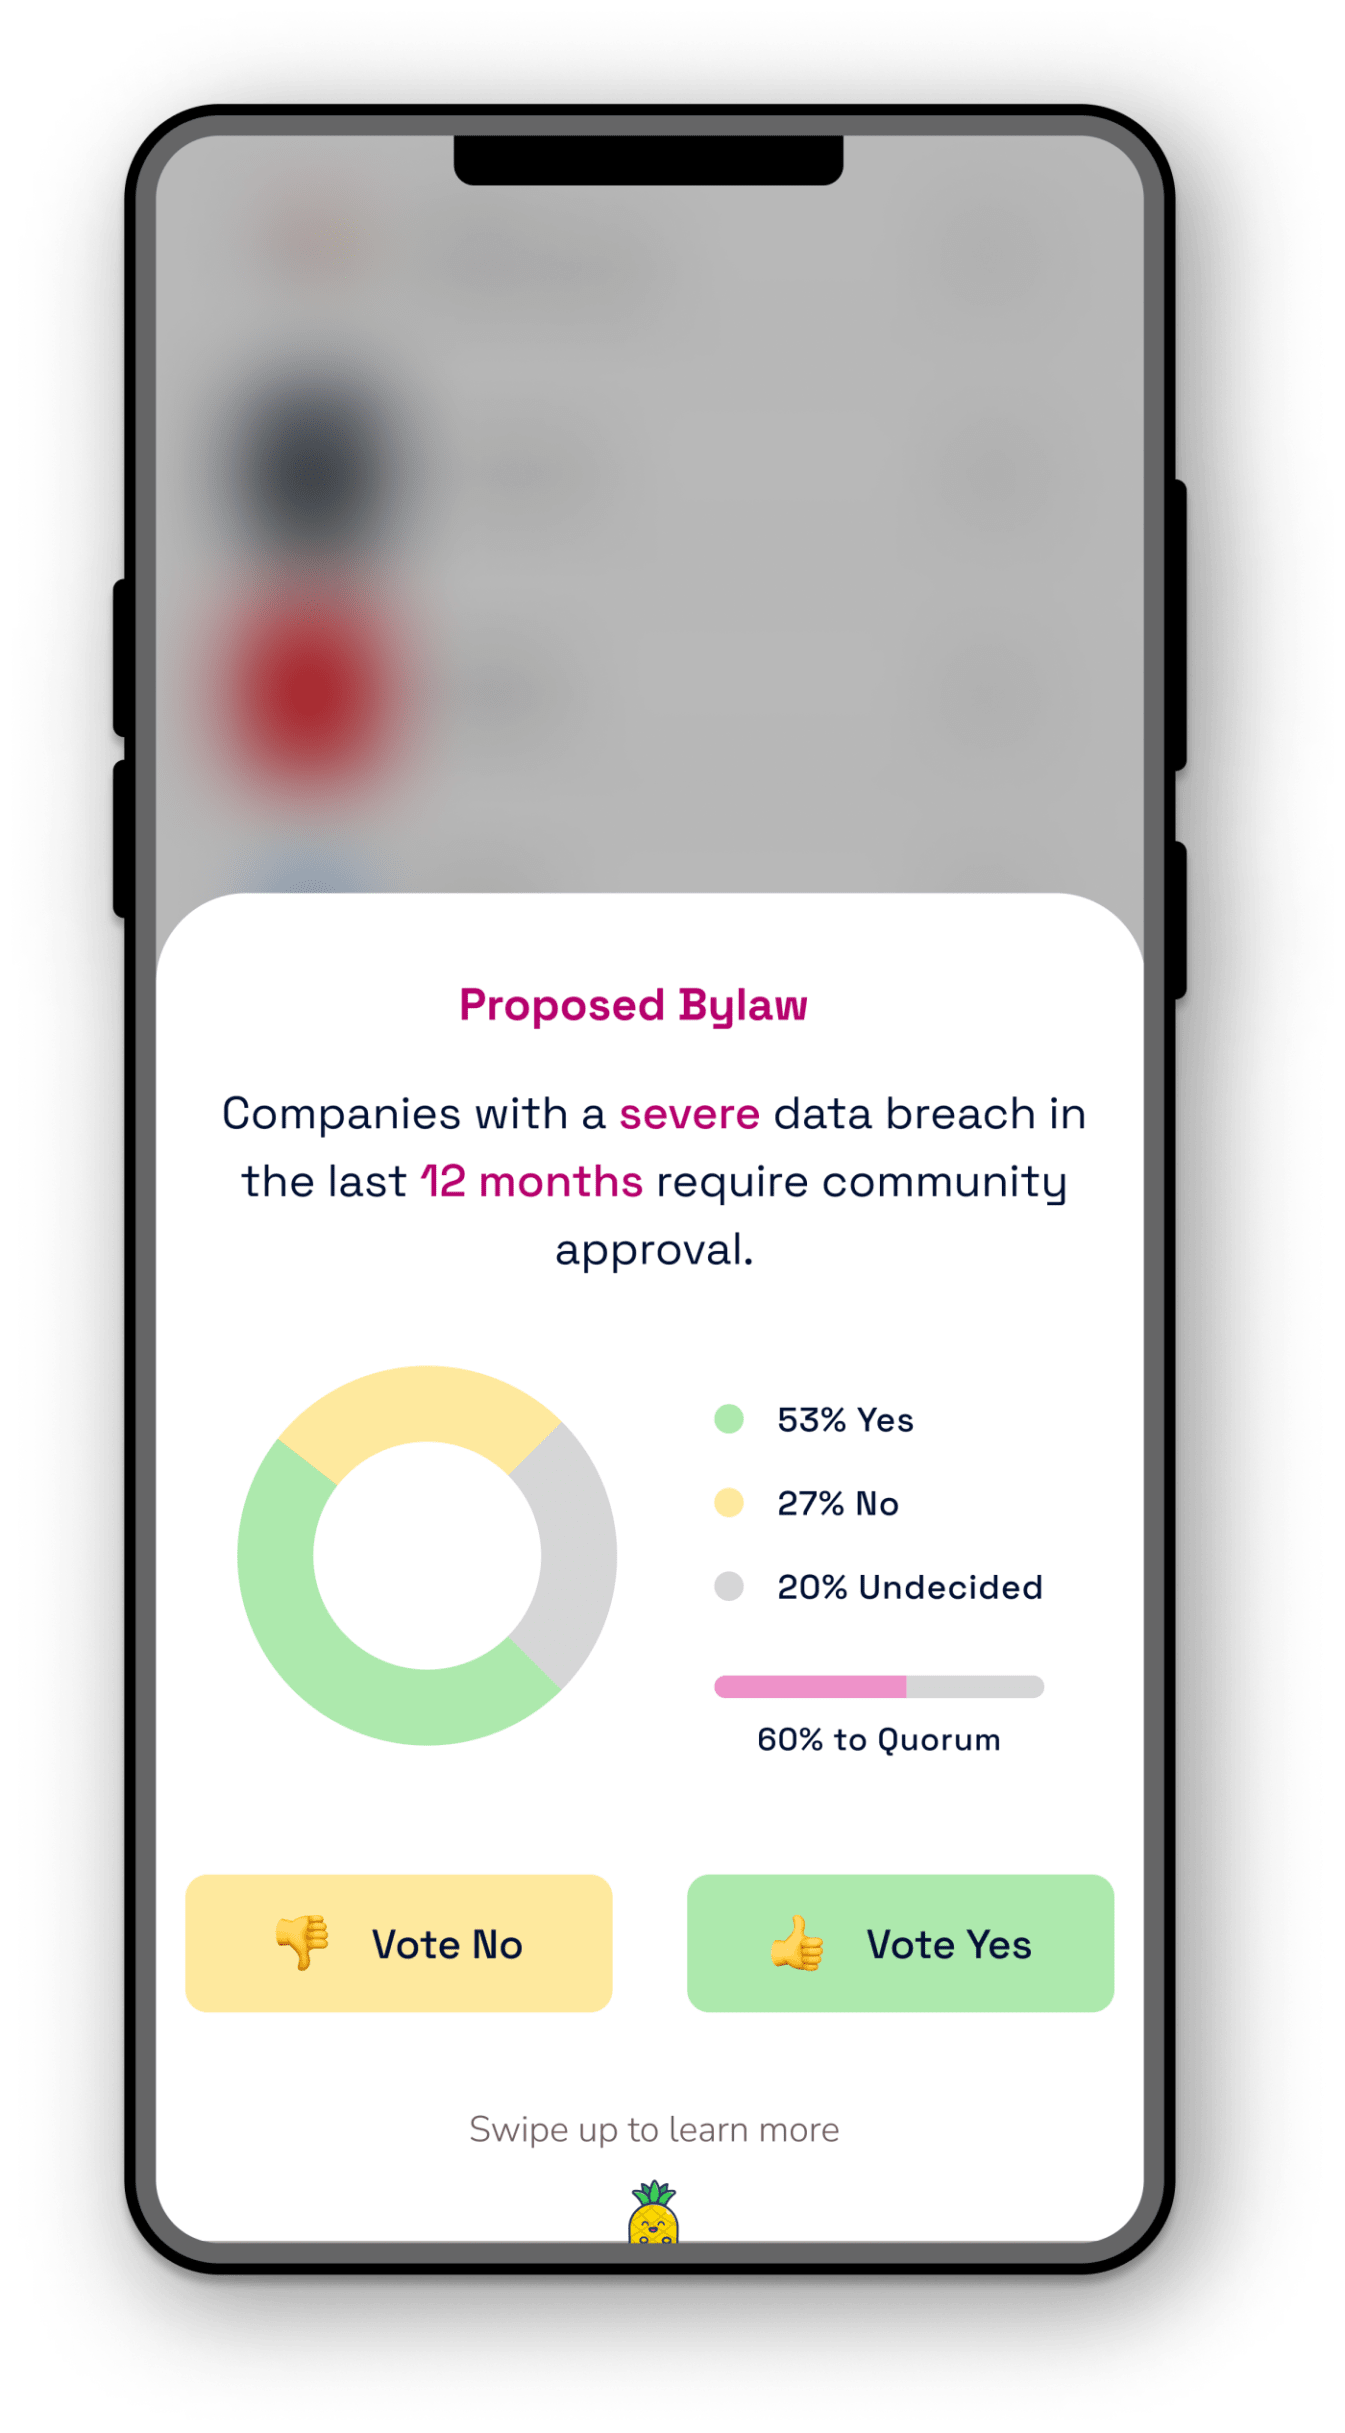 Proposed Bylaw
Companies with a severe data breach in
the last 12 months require community
approval.
53% Yes
27% No
20% Undecided
60% to Quorum
Vote No
Vote Yes
Swipe up to learn more